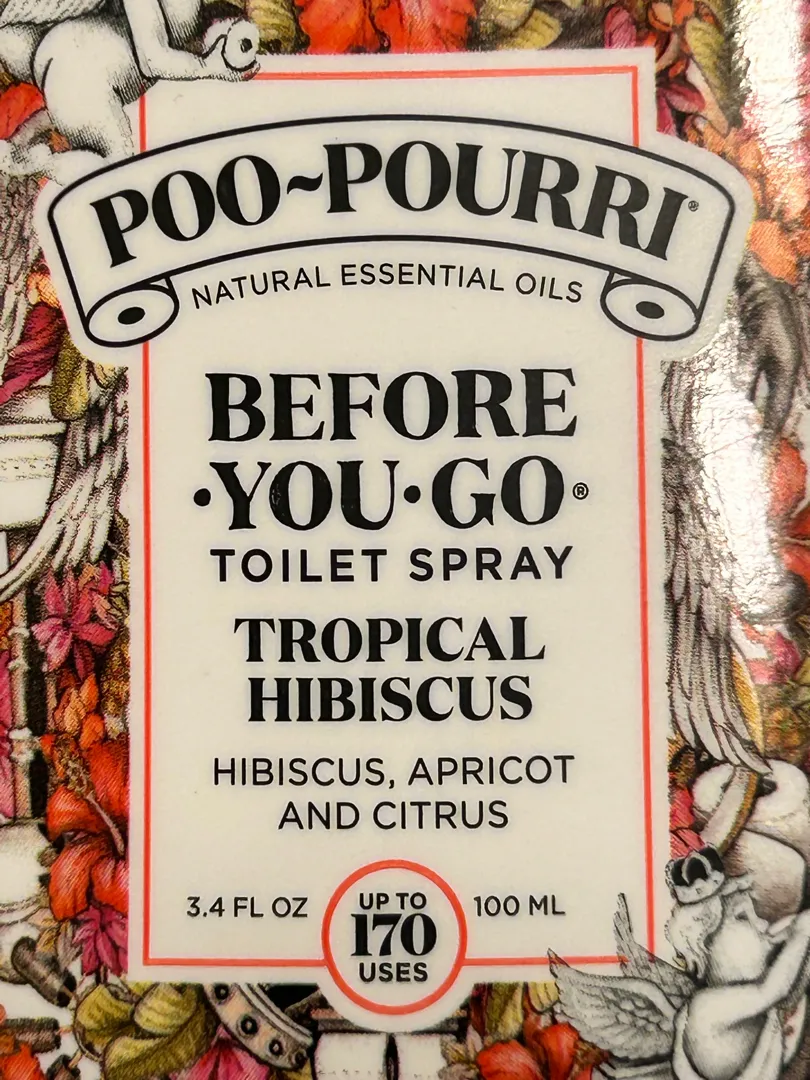 POO~POURRI®
NATURAL ESSENTIAL OILS
BEFORE
·YOU·GO®
TOILET SPRAY
TROPICAL
HIBISCUS
HIBISCUS, APRICOT
AND CITRUS
3.4 FL OZ
UP TO
170
USES
100 ML